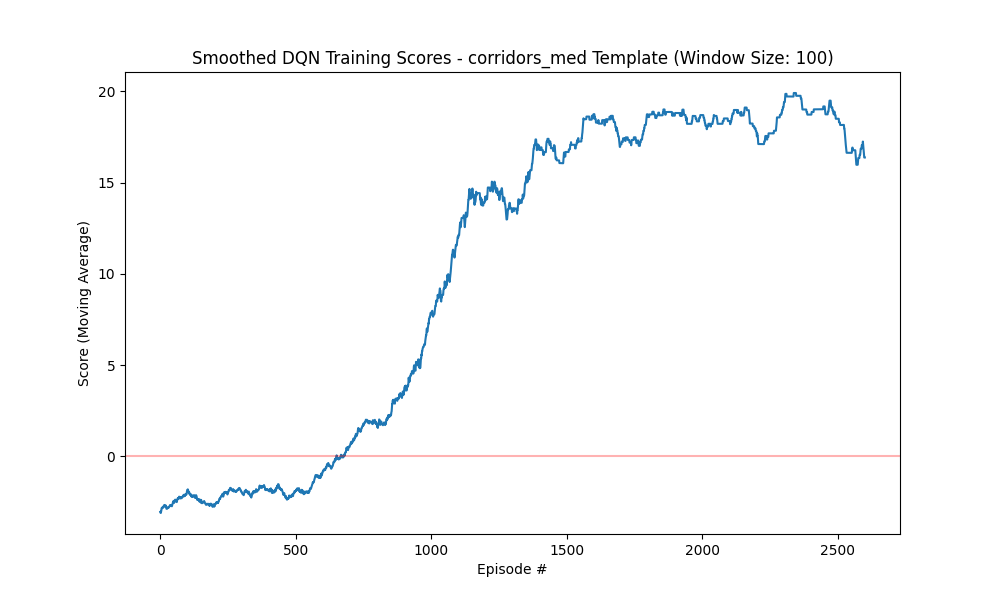 Smoothed DQN Training Scores - corridors_med Template (Window Size: 100)
Score (Moving Average)
20
15
10
5
0
0 500 1000 1500 2000 2500
Episode #